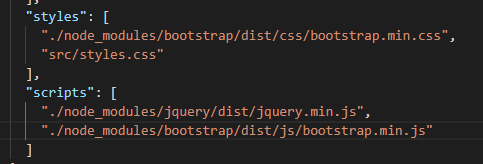 ],
"styles": [
"./node_modules/bootstrap/dist/css/bootstrap.min.css",
"src/styles.css"
],
"scripts": [
"./node_modules/jquery/dist/jquery.min.js",
"./node_modules/bootstrap/dist/js/bootstrap.min.js"
]